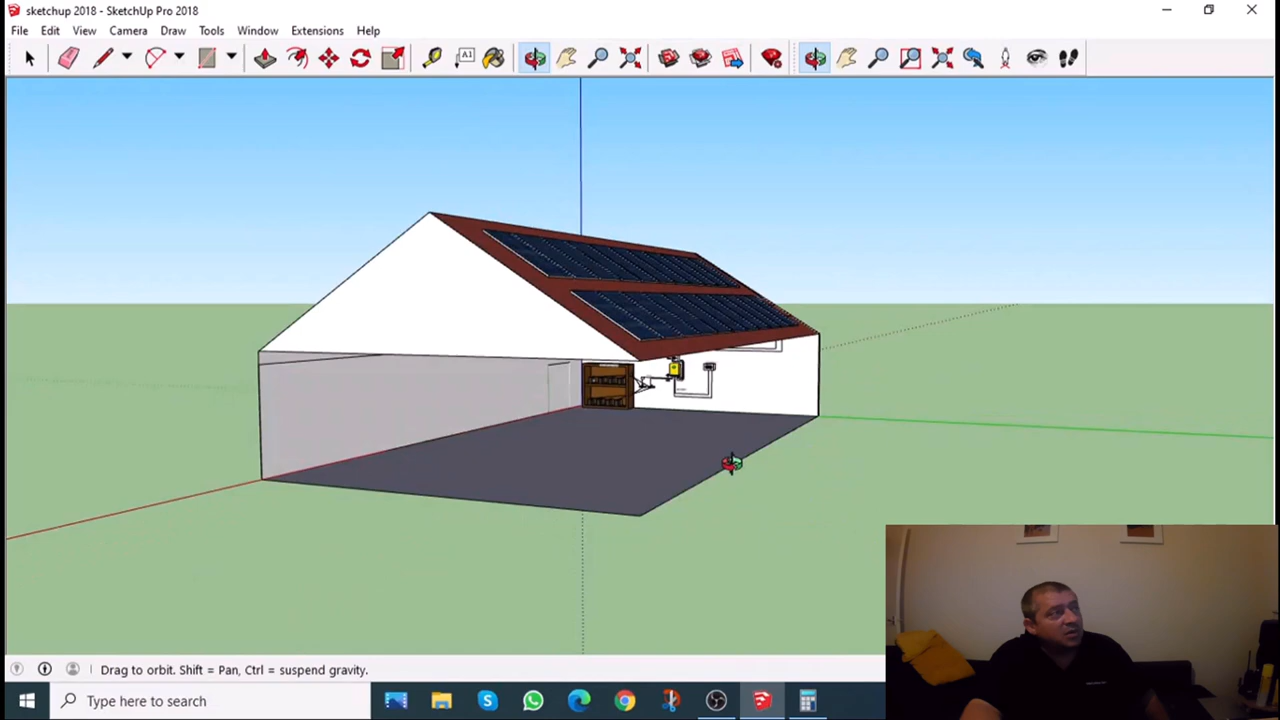 sketchup 2018 - SketchUp Pro 2018
File Edit View Camera Draw Tools Window Extensions Help
A1
Drag to orbit. Shift = Pan, Ctrl = suspend gravity.
Type here to search